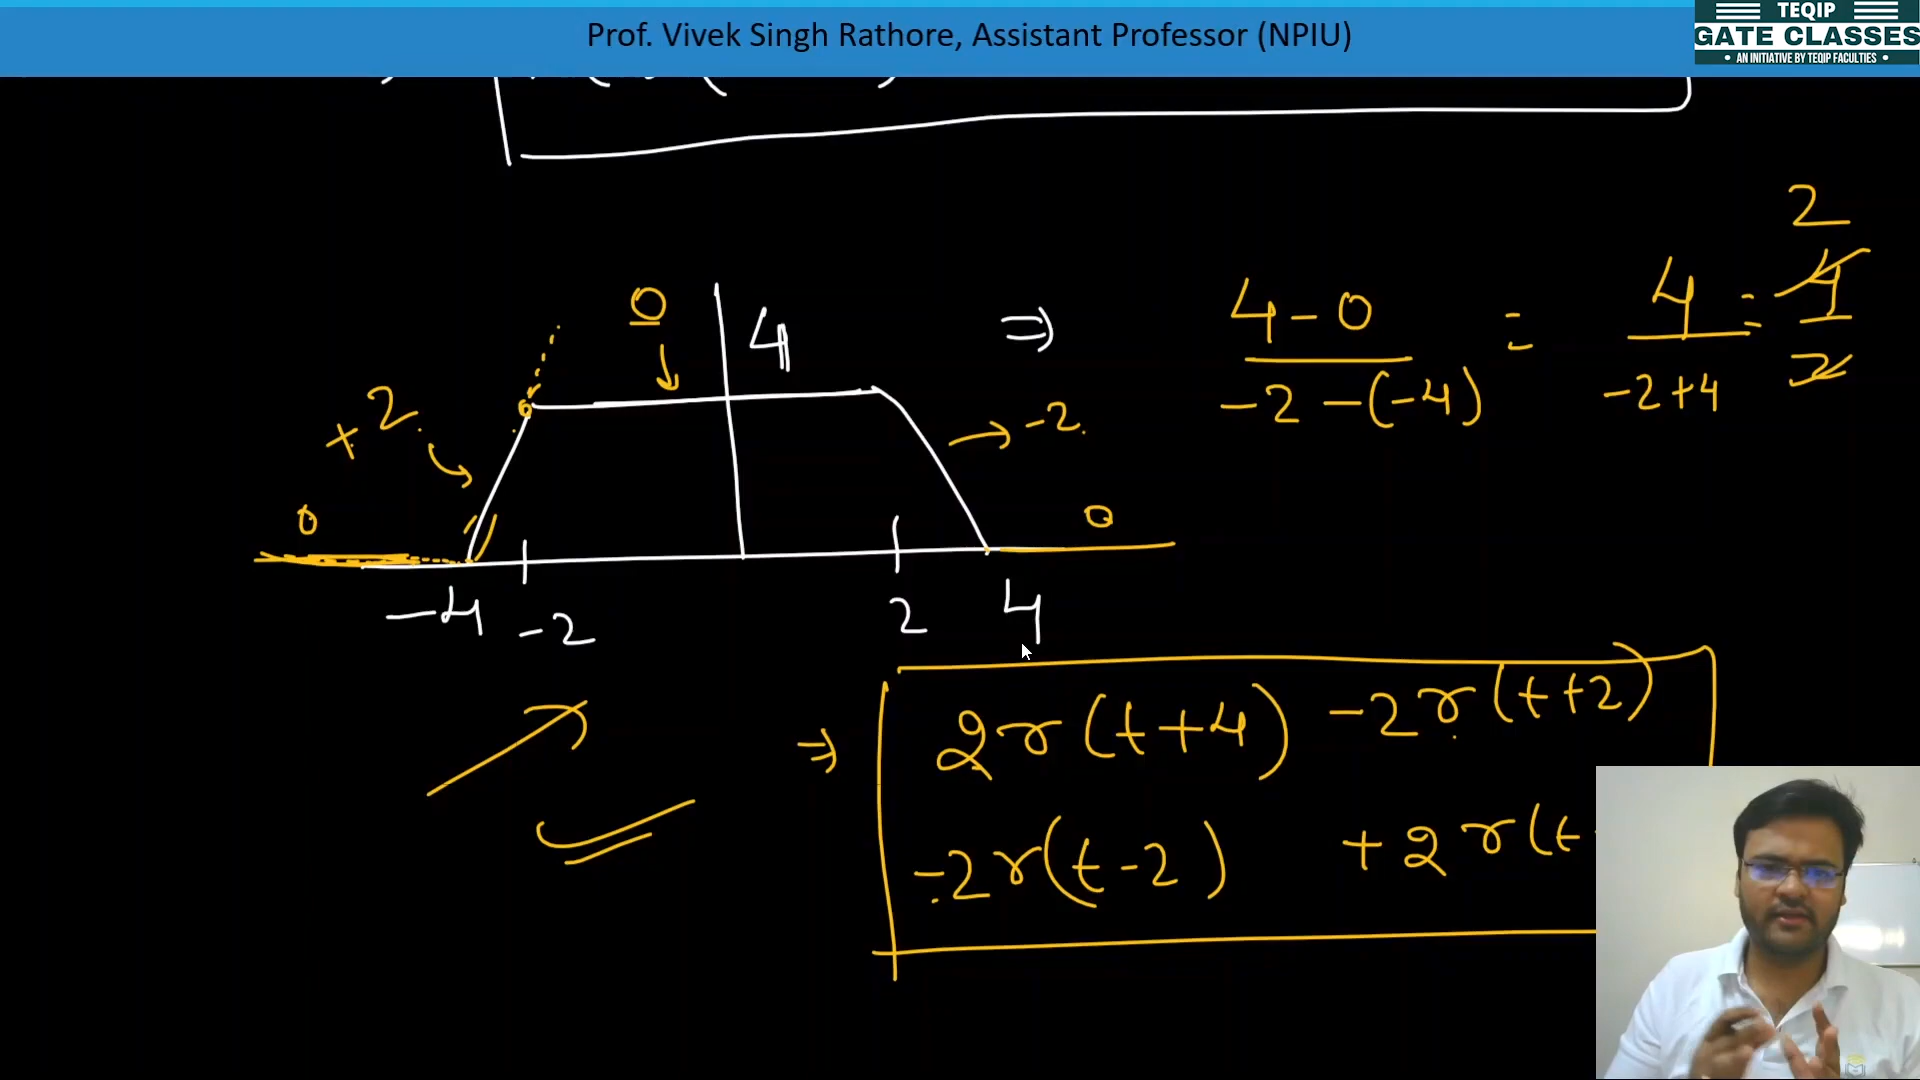 Prof. Vivek Singh Rathore, Assistant Professor (NPIU)
TEQIP
GATE CLASSES
• AN INITIATIVE BY TEQIP FACULTIES •
0
4
⇒ 4-0 / -2-(-4) = 4 / -2+4 = 4/2 2
+2
→ -2
0
0
-4 -2 2 4
⇒ 2r(t+4) -2r(t+2)
-2r(t-2) +2r(t